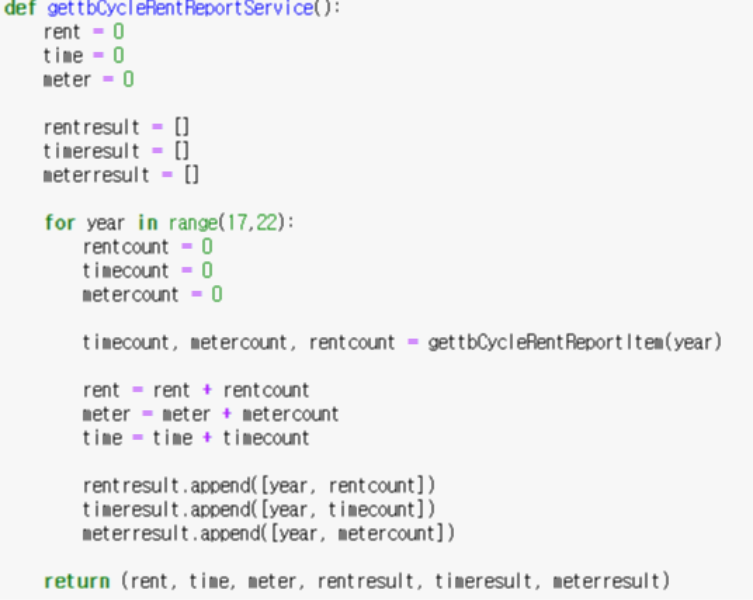 def gettbCycleRentReportService():
    rent = 0
    time = 0
    meter = 0

    rentresult = []
    timeresult = []
    meterresult = []

    for year in range(17,22):
        rentcount = 0
        timecount = 0
        metercount = 0

        timecount, metercount, rentcount = gettbCycleRentReportItem(year)

        rent = rent + rentcount
        meter = meter + metercount
        time = time + timecount

        rentresult.append([year, rentcount])
        timeresult.append([year, timecount])
        meterresult.append([year, metercount])

    return (rent, time, meter, rentresult, timeresult, meterresult)